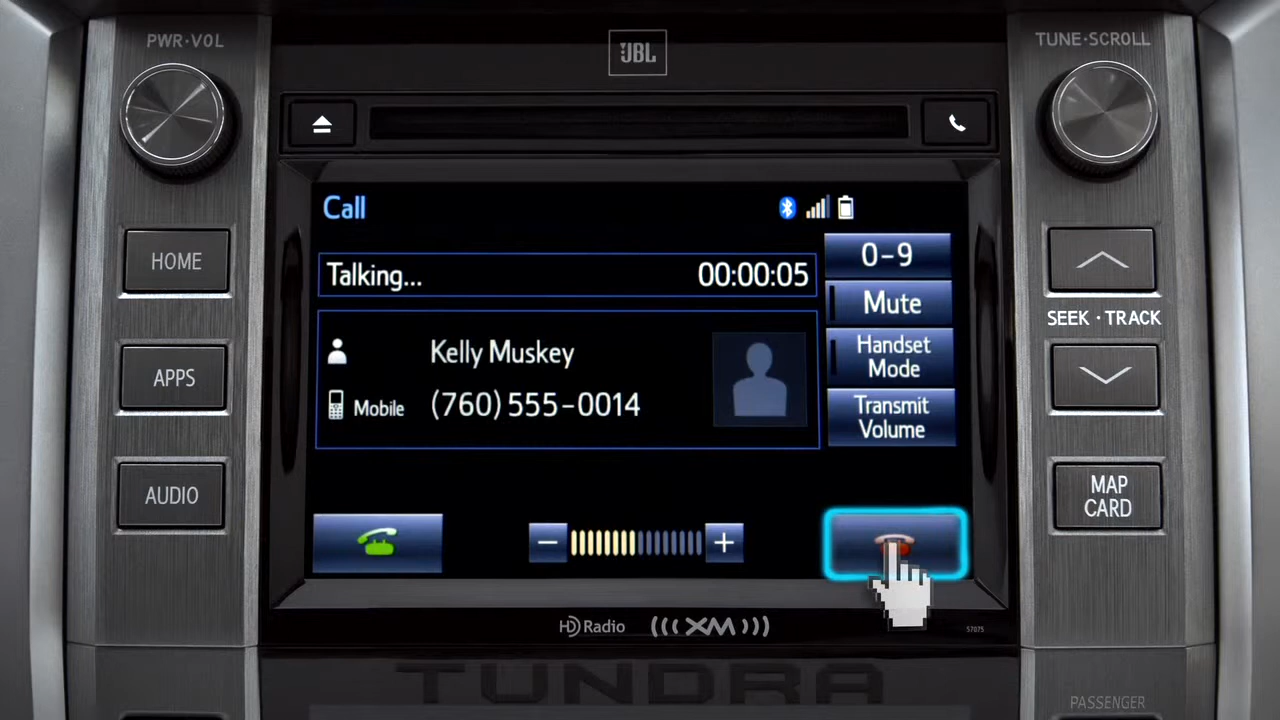 PWR·VOL
JBL
TUNE·SCROLL
Call
HOME
Talking... 00:00:05
0-9
Mute
SEEK · TRACK
Kelly Muskey
Handset
Mode
APPS
Mobile (760) 555-0014
Transmit
Volume
AUDIO
MAP
CARD
HD Radio
((( XM )))
57075
TUNDRA
PASSENGER